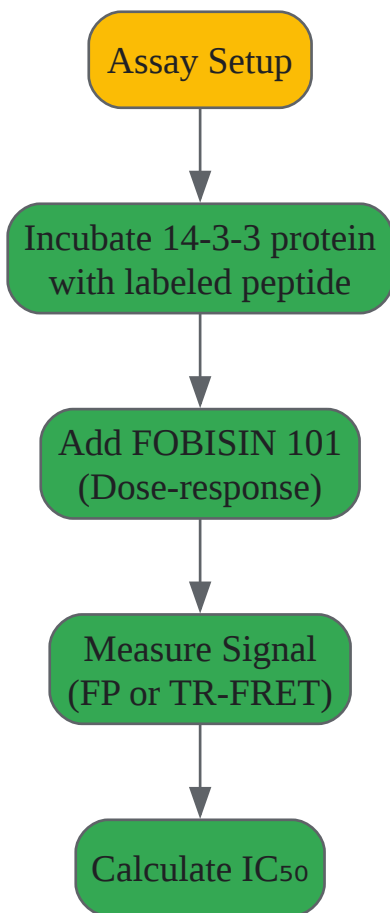 Assay Setup
Incubate 14-3-3 protein
with labeled peptide
Add FOBISIN 101
(Dose-response)
Measure Signal
(FP or TR-FRET)
Calculate IC₅₀